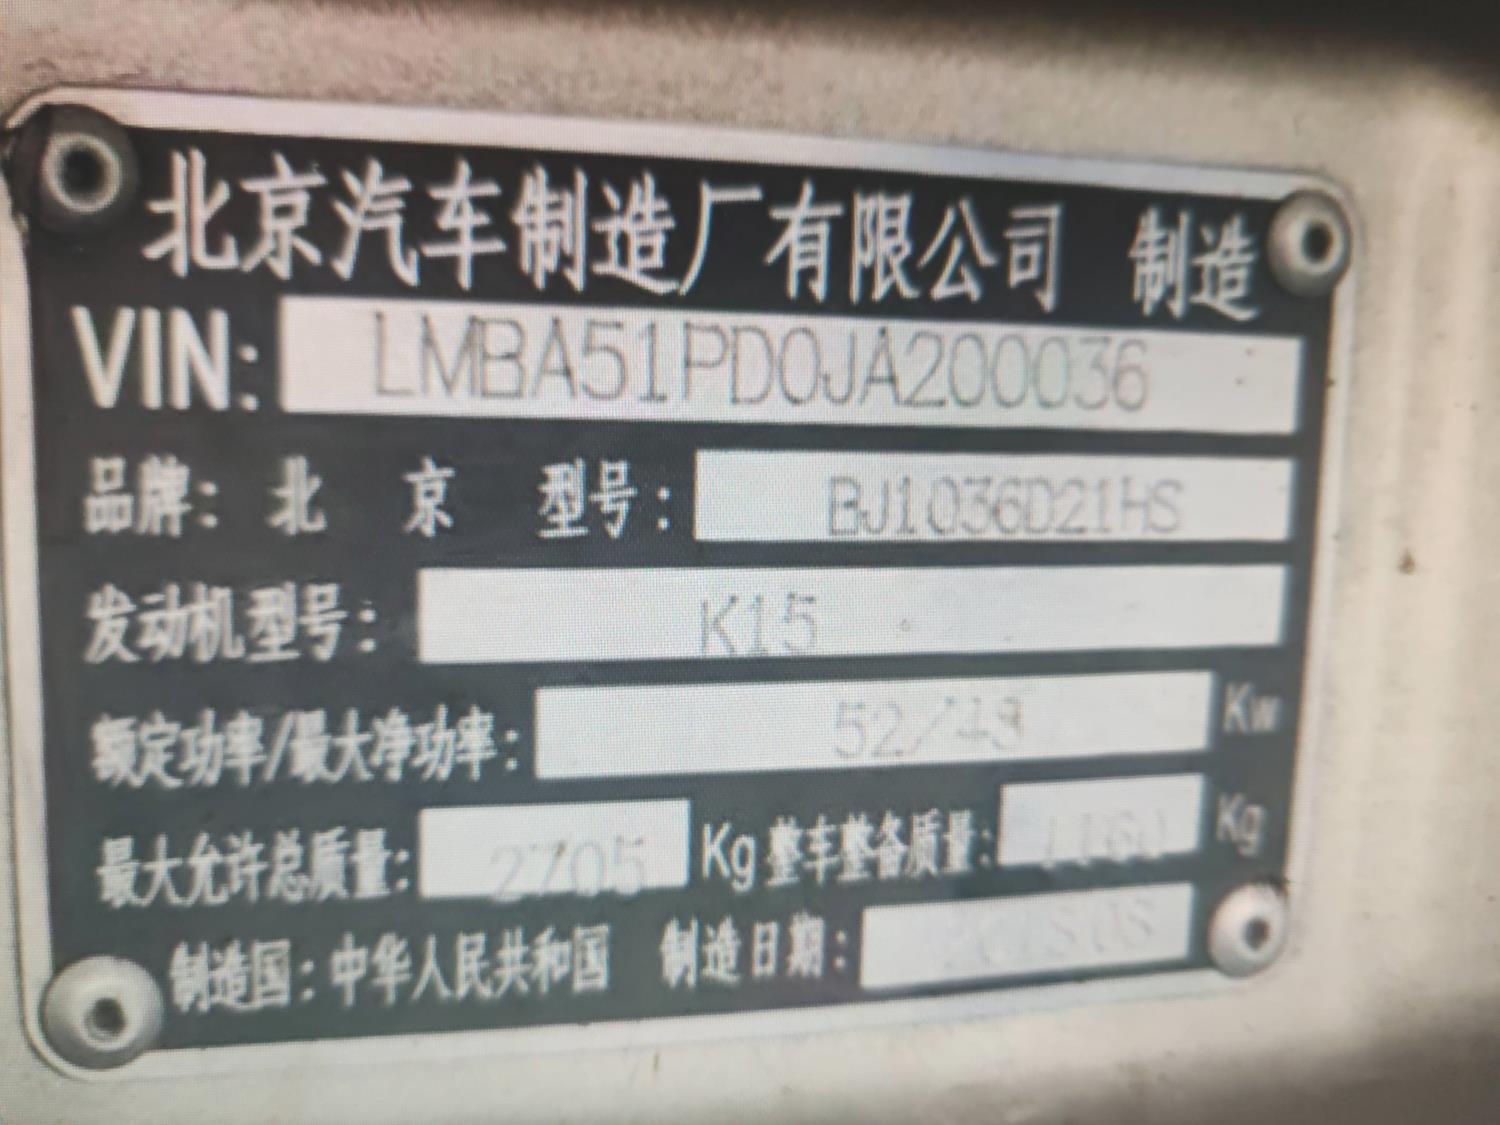 北京汽车制造厂有限公司 制造
VIN: LMBA51PD0JA200036
品牌: 北 京 型号: BJ1036D21HS
发动机型号: K15
额定功率/最大净功率: 52/48 Kw
最大允许总质量: 2705 Kg 整车整备质量: Kg
制造国: 中华人民共和国 制造日期: